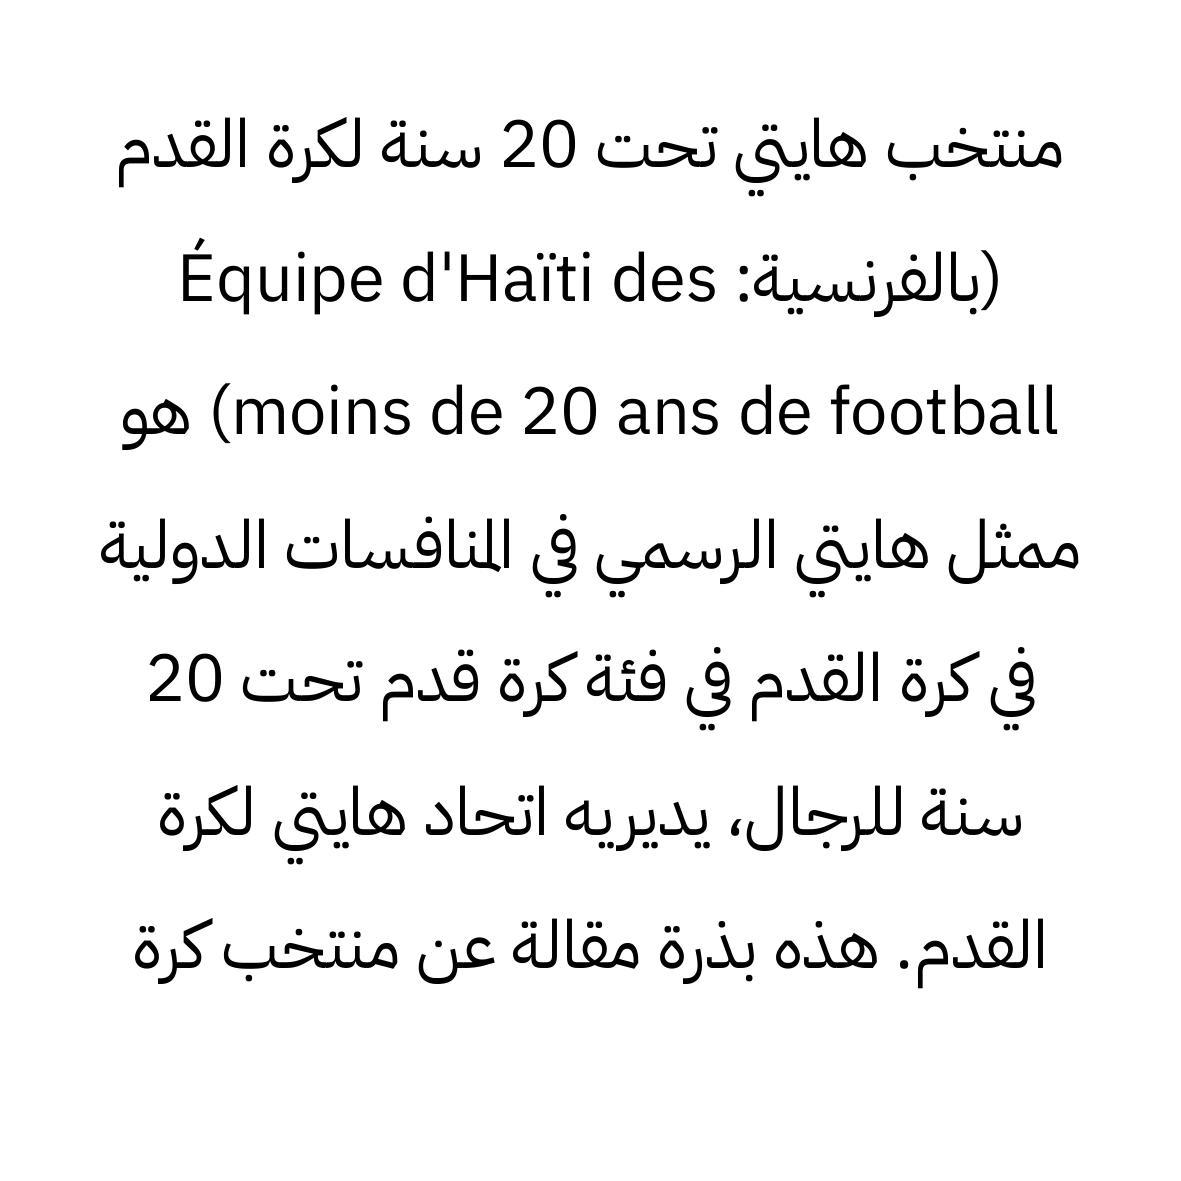 منتخب هايتي تحت 20 سنة لكرة القدم
(بالفرنسية: Équipe d'Haïti des
moins de 20 ans de football) هو
ممثل هايتي الرسمي في المنافسات الدولية
في كرة القدم في فئة كرة قدم تحت 20
سنة للرجال، يديريه اتحاد هايتي لكرة
القدم. هذه بذرة مقالة عن منتخب كرة